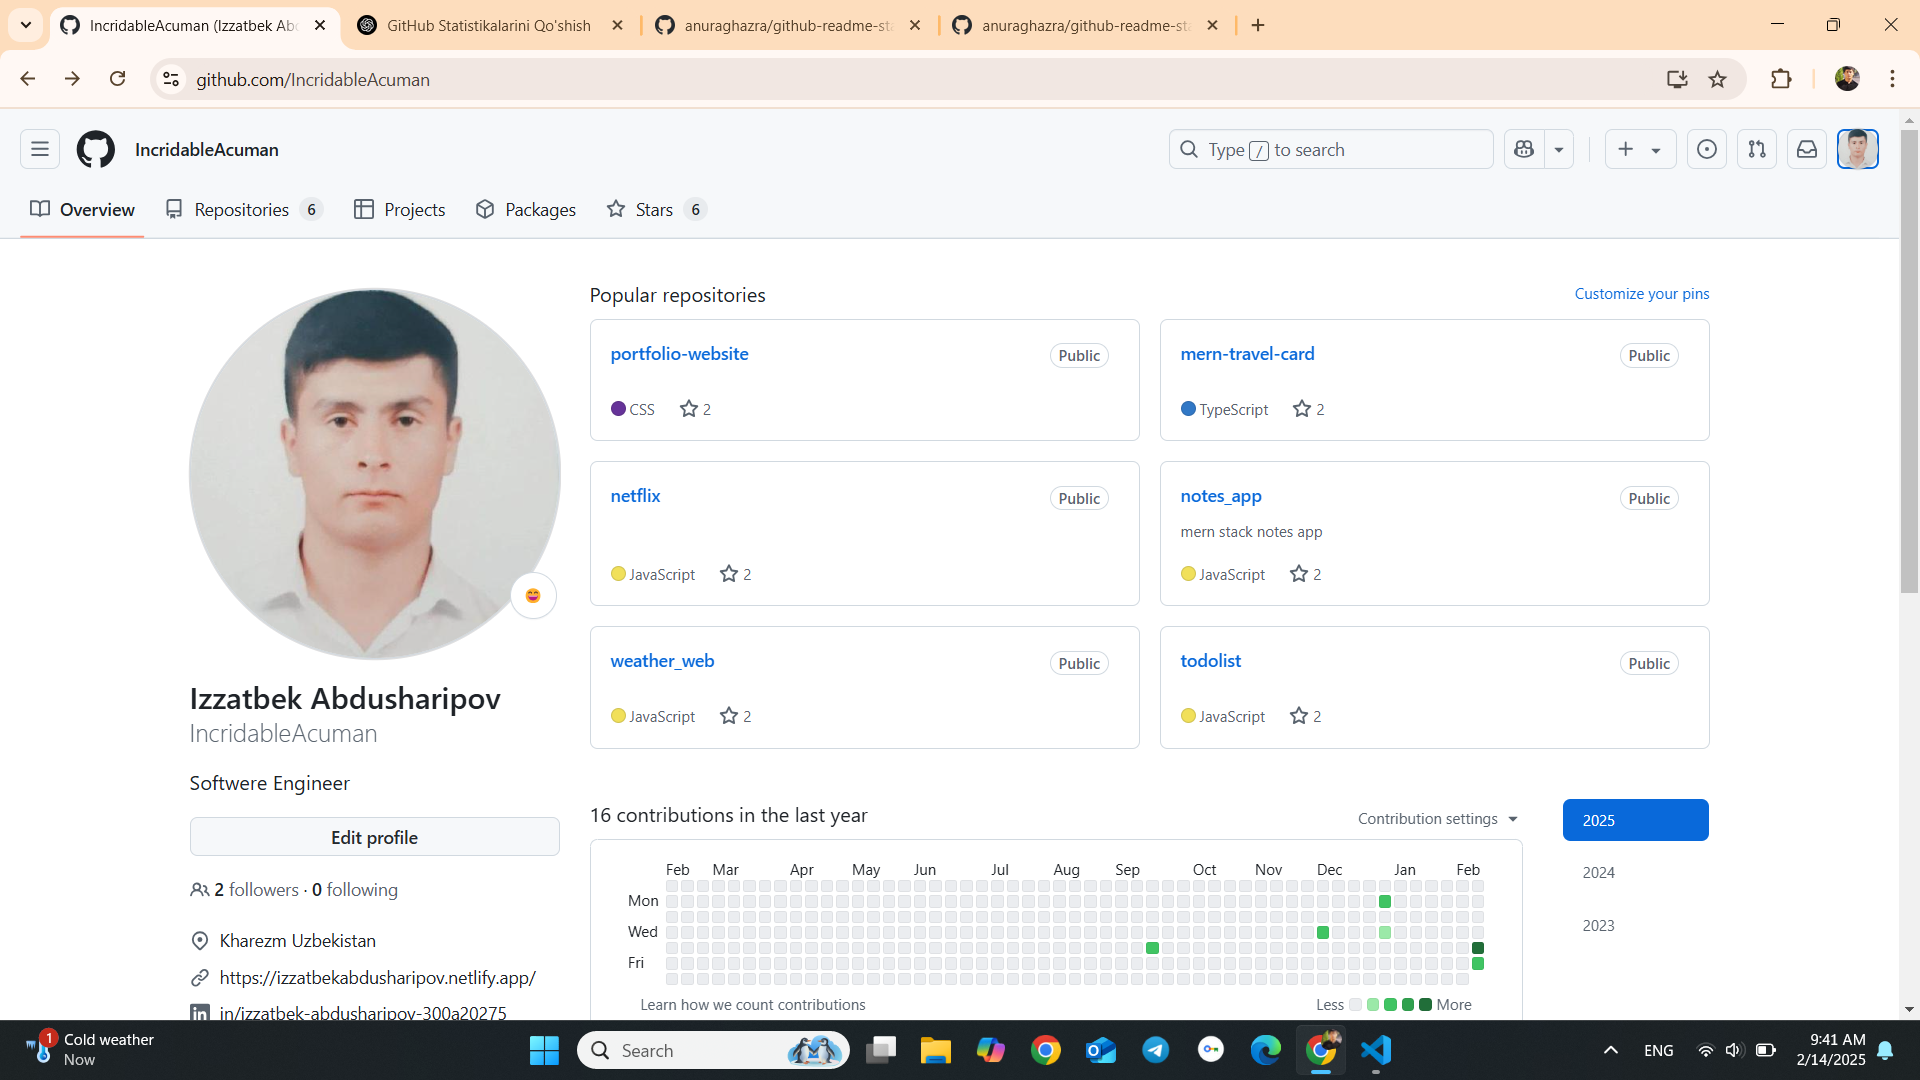 IncridableAcuman (Izzatbek Abd
GitHub Statistikalarini Qo'shish
anuraghazra/github-readme-sta
anuraghazra/github-readme-sta
github.com/IncridableAcuman
IncridableAcuman
Type / to search
Overview
Repositories 6
Projects
Packages
Stars 6
Popular repositories
Customize your pins
portfolio-website
Public
CSS 2
mern-travel-card
Public
TypeScript 2
netflix
Public
JavaScript 2
notes_app
Public
mern stack notes app
JavaScript 2
weather_web
Public
JavaScript 2
todolist
Public
JavaScript 2
Izzatbek Abdusharipov
IncridableAcuman
Softwere Engineer
Edit profile
2 followers · 0 following
Kharezm Uzbekistan
https://izzatbekabdusharipov.netlify.app/
in/izzatbek-abdusharipov-300a20275
16 contributions in the last year
Contribution settings
2025
2024
2023
Feb Mar Apr May Jun Jul Aug Sep Oct Nov Dec Jan Feb
Mon
Wed
Fri
Learn how we count contributions
Less More
1
Cold weather
Now
Search
ENG
9:41 AM
2/14/2025